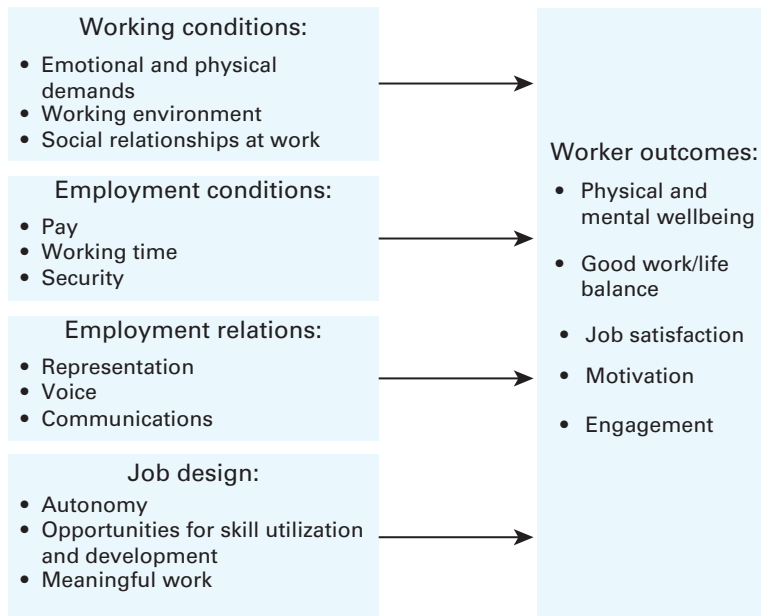 Working conditions:
• Emotional and physical
demands
• Working environment
• Social relationships at work
Employment conditions:
• Pay
• Working time
• Security
Employment relations:
• Representation
• Voice
• Communications
Job design:
• Autonomy
• Opportunities for skill utilization
and development
• Meaningful work
Worker outcomes:
• Physical and
mental wellbeing
• Good work/life
balance
• Job satisfaction
• Motivation
• Engagement